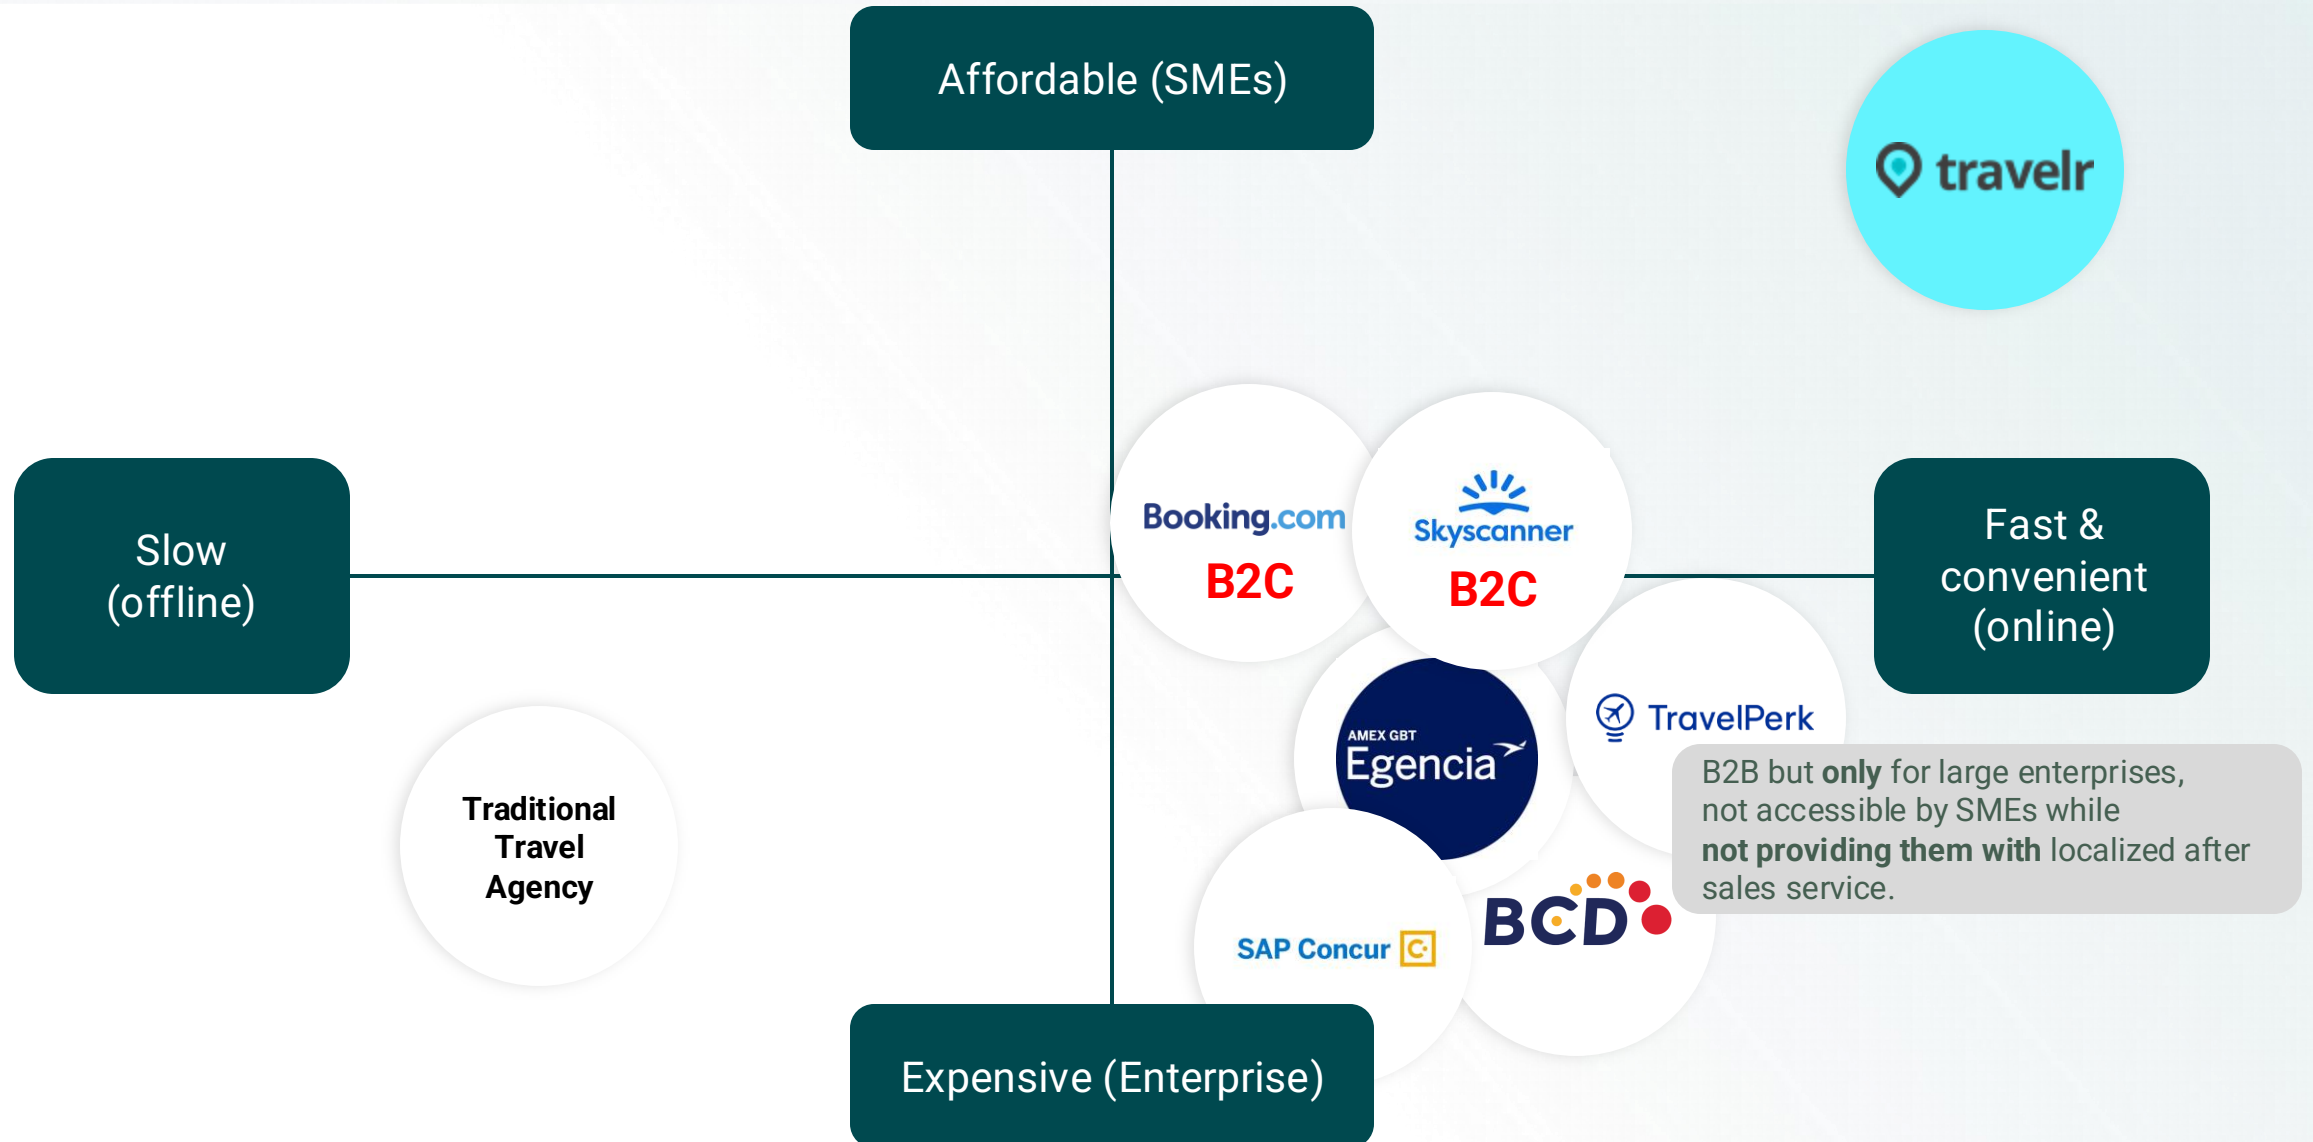 Affordable (SMEs)
travelr
Booking.com
B2C
Skyscanner
B2C
Slow
(offline)
Fast &
convenient
(online)
TravelPerk
AMEX GBT
Egencia
B2B but only for large enterprises,
not accessible by SMEs while
not providing them with localized after
sales service.
Traditional
Travel
Agency
BCD
SAP Concur C
Expensive (Enterprise)